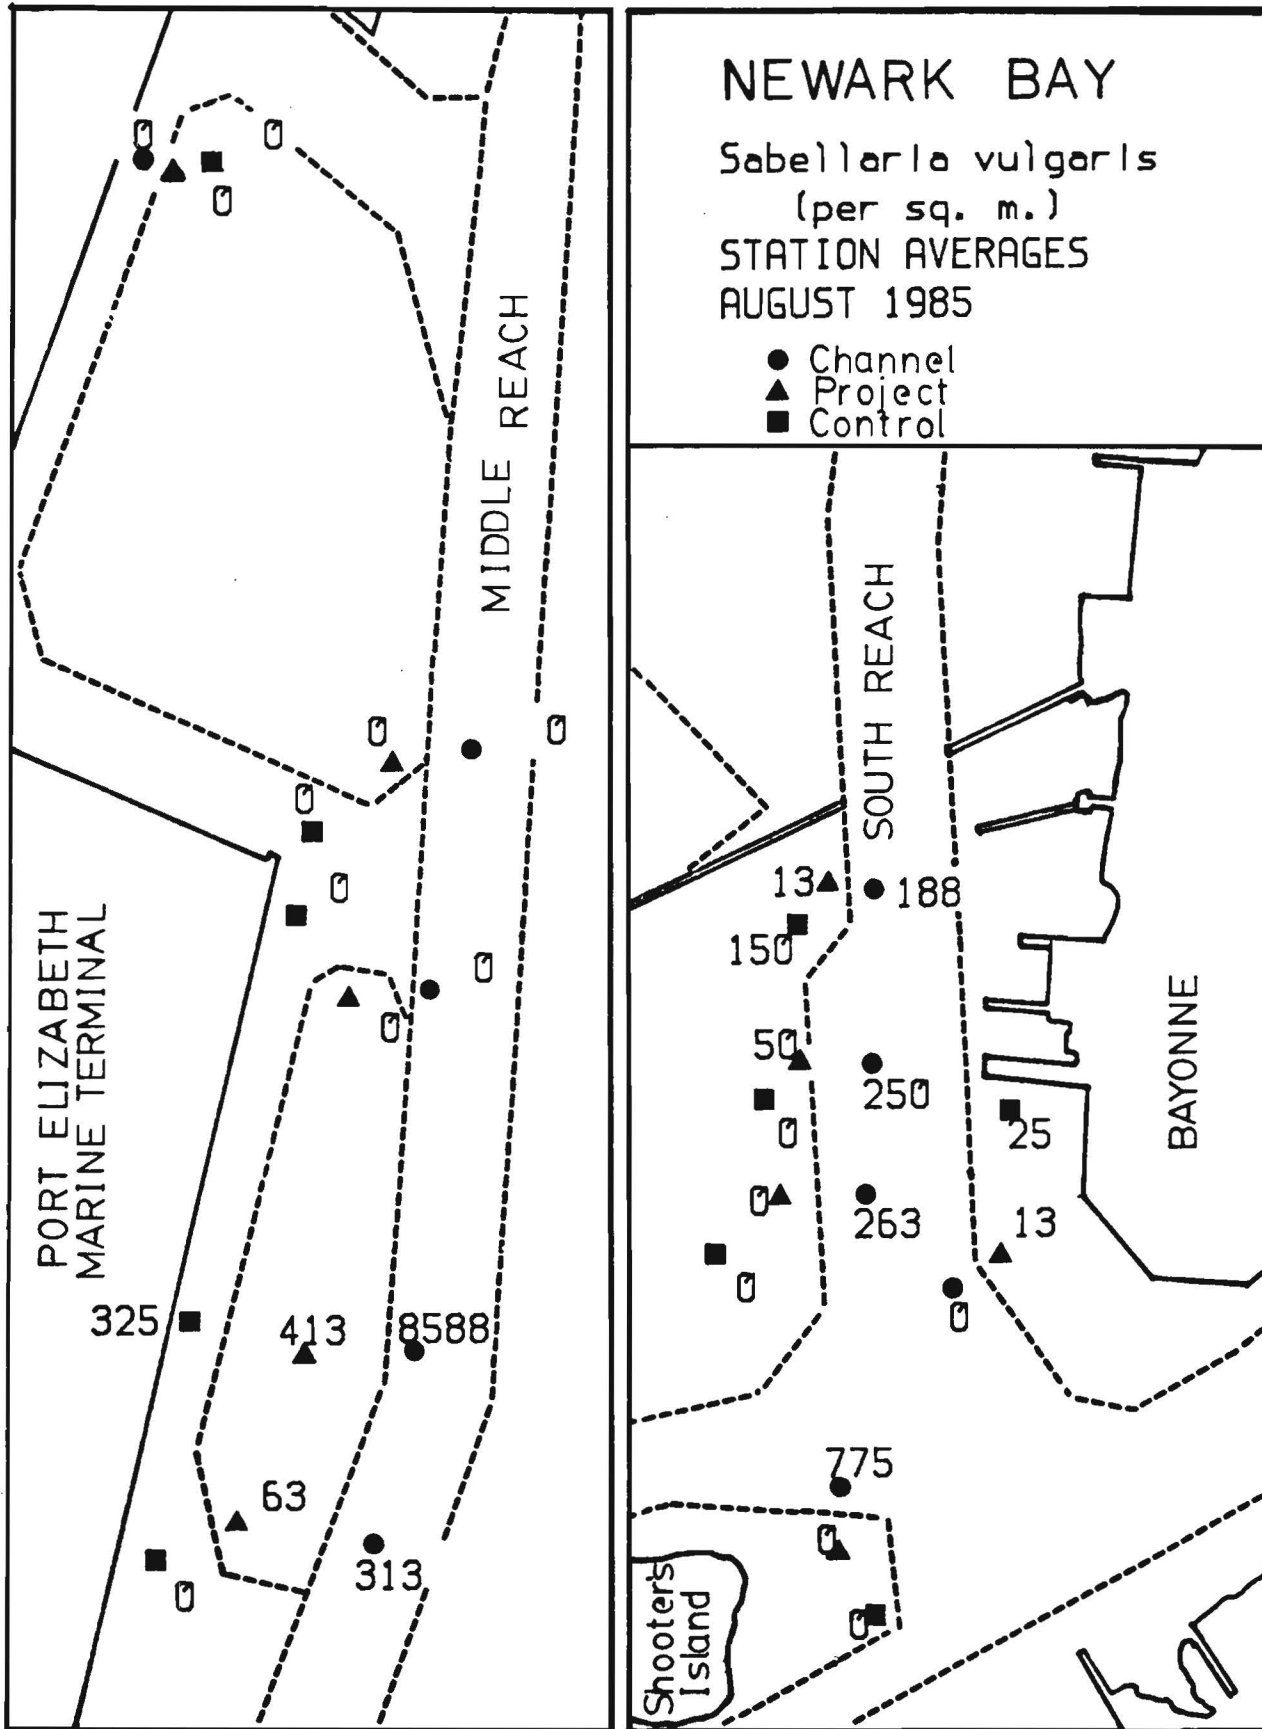 NEWARK BAY
Sabellaria vulgaris
(per sq. m.)
STATION AVERAGES
AUGUST 1985
● Channel
▲ Project
■ Control
0
0
0
MIDDLE REACH
0
0
0
0
0
0
PORT ELIZABETH
MARINE TERMINAL
325
413
8588
63
313
0
SOUTH REACH
13
188
150
50
250
0
25
BAYONNE
0
263
13
0
0
775
0
0
Shooter's
Island